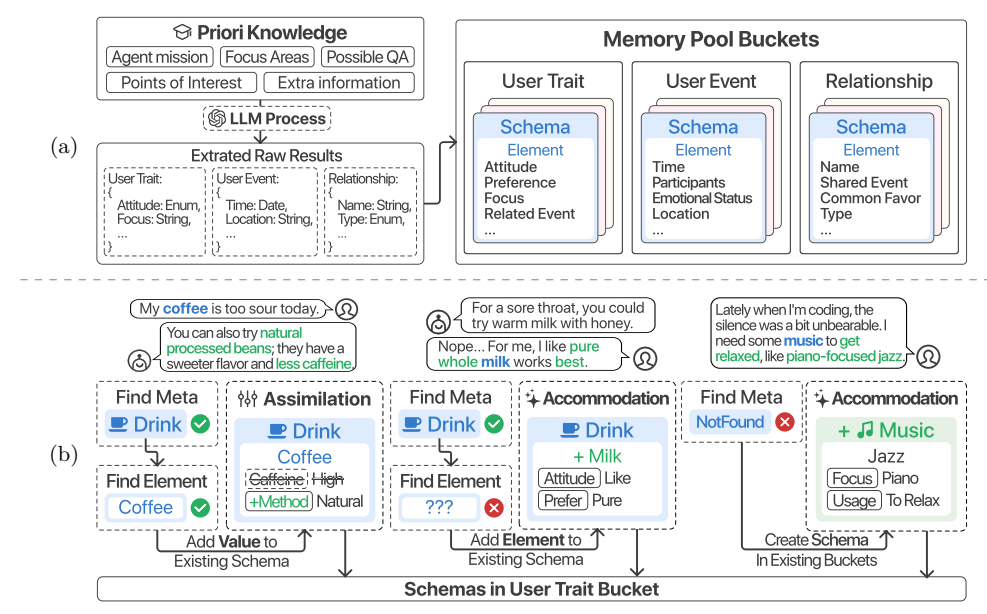 Priori Knowledge
Agent mission
Focus Areas
Possible QA
Points of Interest
Extra information
LLM Process
(a)
Extrated Raw Results
User Trait:
{
Attitude: Enum,
Focus: String,
...
}
User Event:
{
Time: Date,
Location: String,
...
}
Relationship:
{
Name: String,
Type: Enum,
...
}
Memory Pool Buckets
User Trait
Schema
Element
Attitude
Preference
Focus
Related Event
...
User Event
Schema
Element
Time
Participants
Emotional Status
Location
...
Relationship
Schema
Element
Name
Shared Event
Common Favor
Type
...
(b)
My coffee is too sour today.
You can also try natural
processed beans; they have a
sweeter flavor and less caffeine.
Find Meta
Drink
Find Element
Coffee
Assimilation
Drink
Coffee
Caffeine High
+Method Natural
Add Value to
Existing Schema
For a sore throat, you could
try warm milk with honey.
Nope... For me, I like pure
whole milk works best.
Find Meta
Drink
Find Element
???
Accommodation
Drink
+ Milk
Attitude Like
Prefer Pure
Add Element to
Existing Schema
Lately when I'm coding, the
silence was a bit unbearable. I
need some music to get
relaxed, like piano-focused jazz.
Find Meta
NotFound
Accommodation
+ Music
Jazz
Focus Piano
Usage To Relax
Create Schema
In Existing Buckets
Schemas in User Trait Bucket